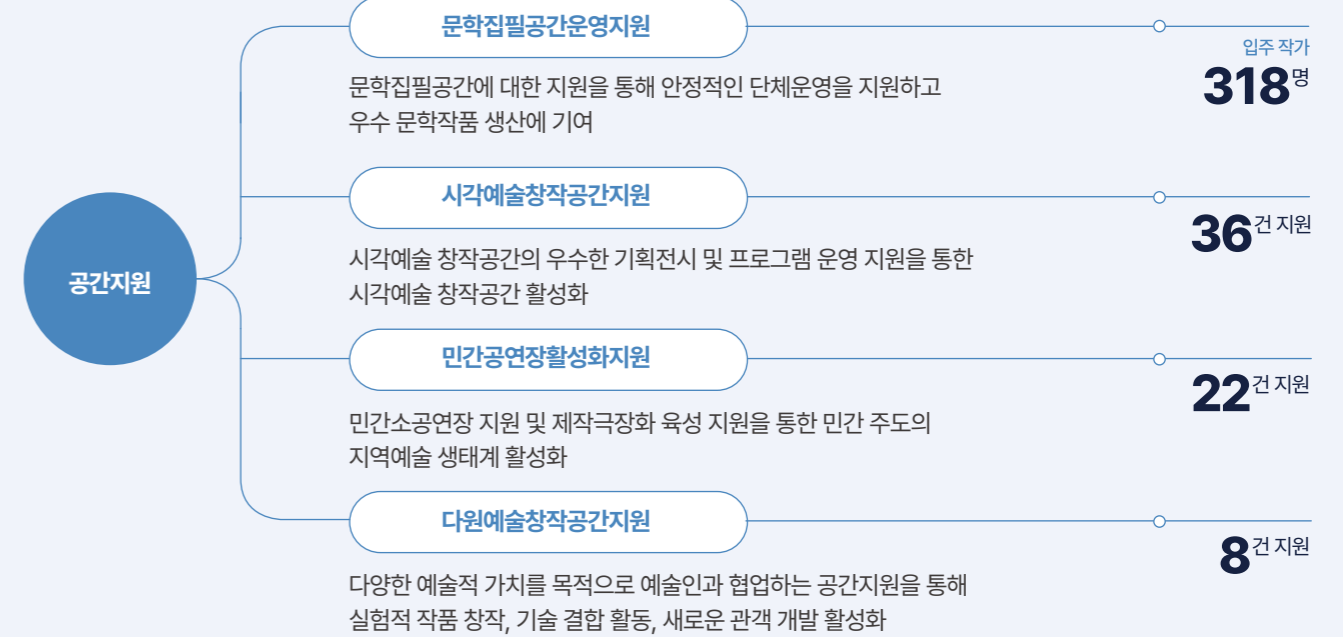 공간지원
문학집필공간운영지원
입주 작가
318명
문학집필공간에 대한 지원을 통해 안정적인 단체운영을 지원하고
우수 문학작품 생산에 기여
시각예술창작공간지원
36건 지원
시각예술 창작공간의 우수한 기획전시 및 프로그램 운영 지원을 통한
시각예술 창작공간 활성화
민간공연장활성화지원
22건 지원
민간소공연장 지원 및 제작극장화 육성 지원을 통한 민간 주도의
지역예술 생태계 활성화
다원예술창작공간지원
8건 지원
다양한 예술적 가치를 목적으로 예술인과 협업하는 공간지원을 통해
실험적 작품 창작, 기술 결합 활동, 새로운 관객 개발 활성화